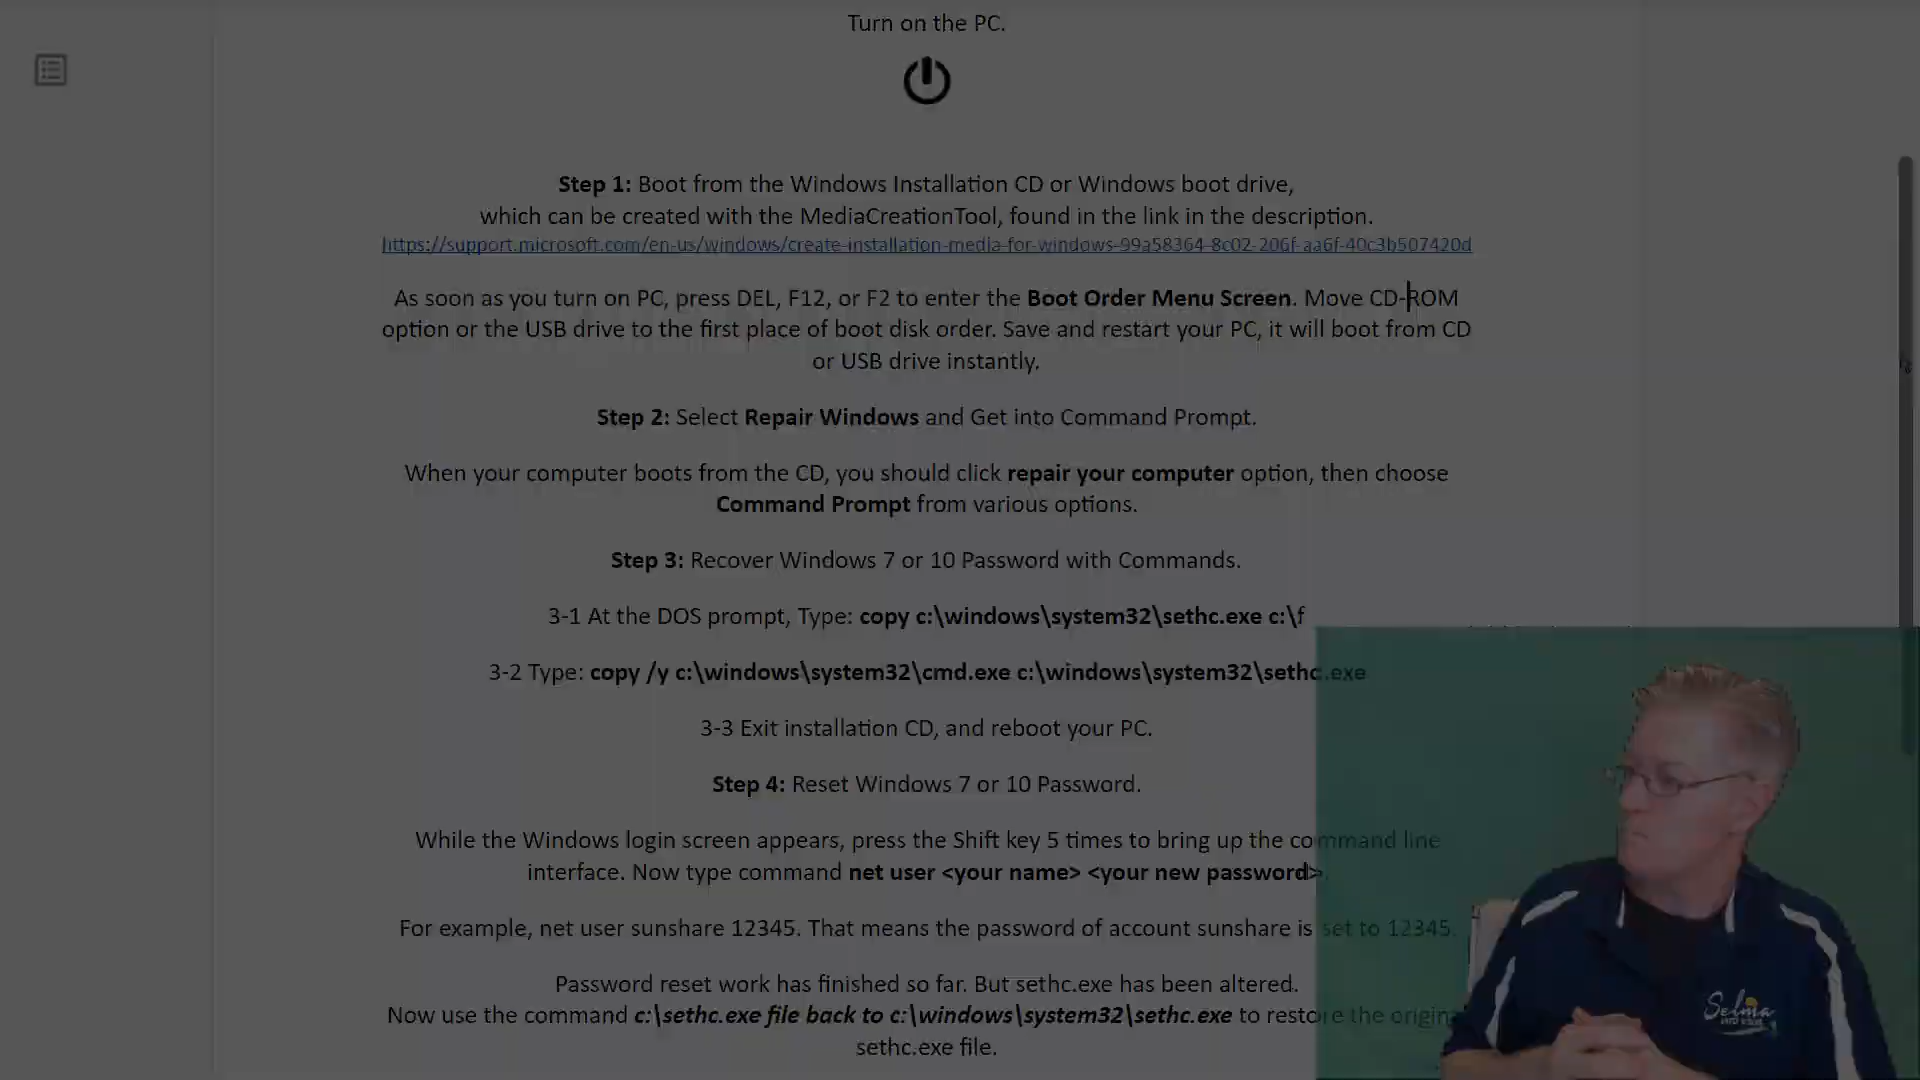 Turn on the PC.
Step 1: Boot from the Windows Installation CD or Windows boot drive,
which can be created with the MediaCreationTool, found in the link in the description.
https://support.microsoft.com/en-us/windows/create-installation-media-for-windows-99a58364-8c02-206f-aa6f-40c3b507420d
As soon as you turn on PC, press DEL, F12, or F2 to enter the Boot Order Menu Screen. Move CD-ROM
option or the USB drive to the first place of boot disk order. Save and restart your PC, it will boot from CD
or USB drive instantly.
Step 2: Select Repair Windows and Get into Command Prompt.
When your computer boots from the CD, you should click repair your computer option, then choose
Command Prompt from various options.
Step 3: Recover Windows 7 or 10 Password with Commands.
3-1 At the DOS prompt, Type: copy c:\windows\system32\sethc.exe c:\f
3-2 Type: copy /y c:\windows\system32\cmd.exe c:\windows\system32\sethc.exe
3-3 Exit installation CD, and reboot your PC.
Step 4: Reset Windows 7 or 10 Password.
While the Windows login screen appears, press the Shift key 5 times to bring up the command line
interface. Now type command net user <your name> <your new password>.
For example, net user sunshare 12345. That means the password of account sunshare is set to 12345.
Password reset work has finished so far. But sethc.exe has been altered.
Now use the command c:\sethc.exe file back to c:\windows\system32\sethc.exe to restore the origin
sethc.exe file.
Selma